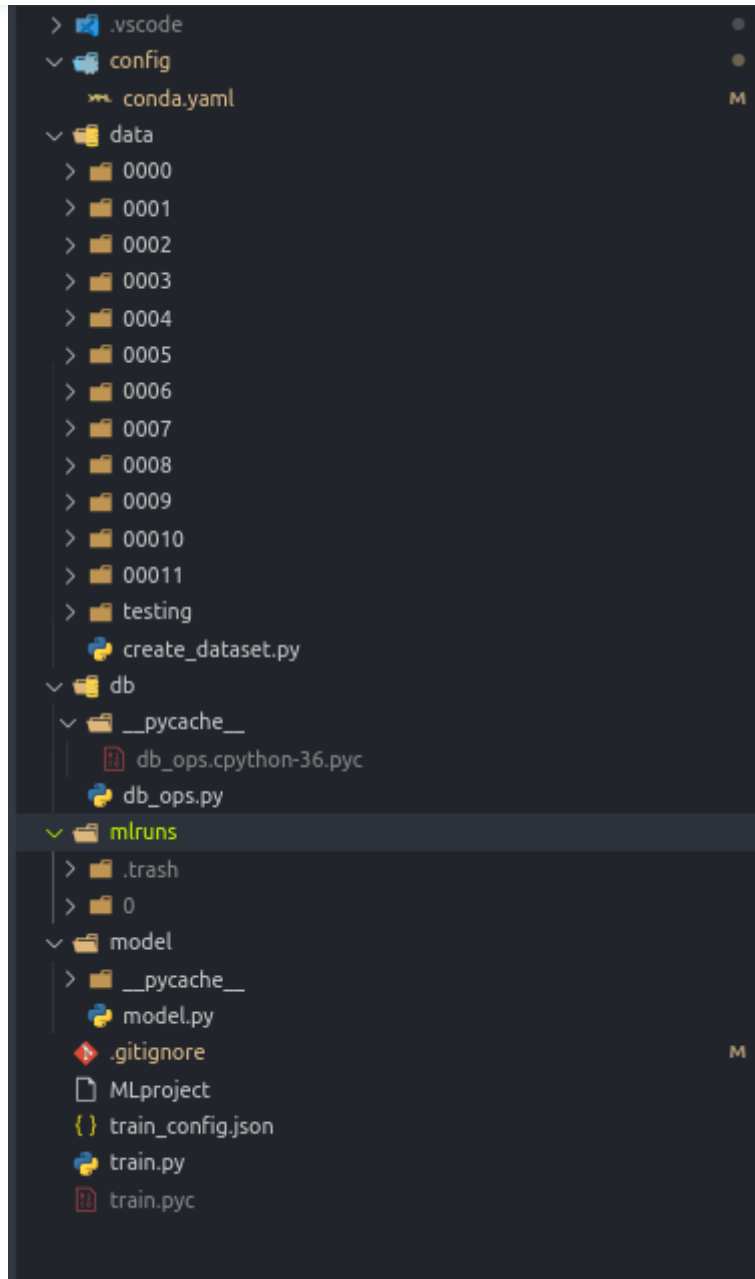 .vscode
config
conda.yaml M
data
0000
0001
0002
0003
0004
0005
0006
0007
0008
0009
00010
00011
testing
create_dataset.py
db
__pycache__
db_ops.cpython-36.pyc
db_ops.py
mlruns
.trash
0
model
__pycache__
model.py
.gitignore M
MLproject
train_config.json
train.py
train.pyc